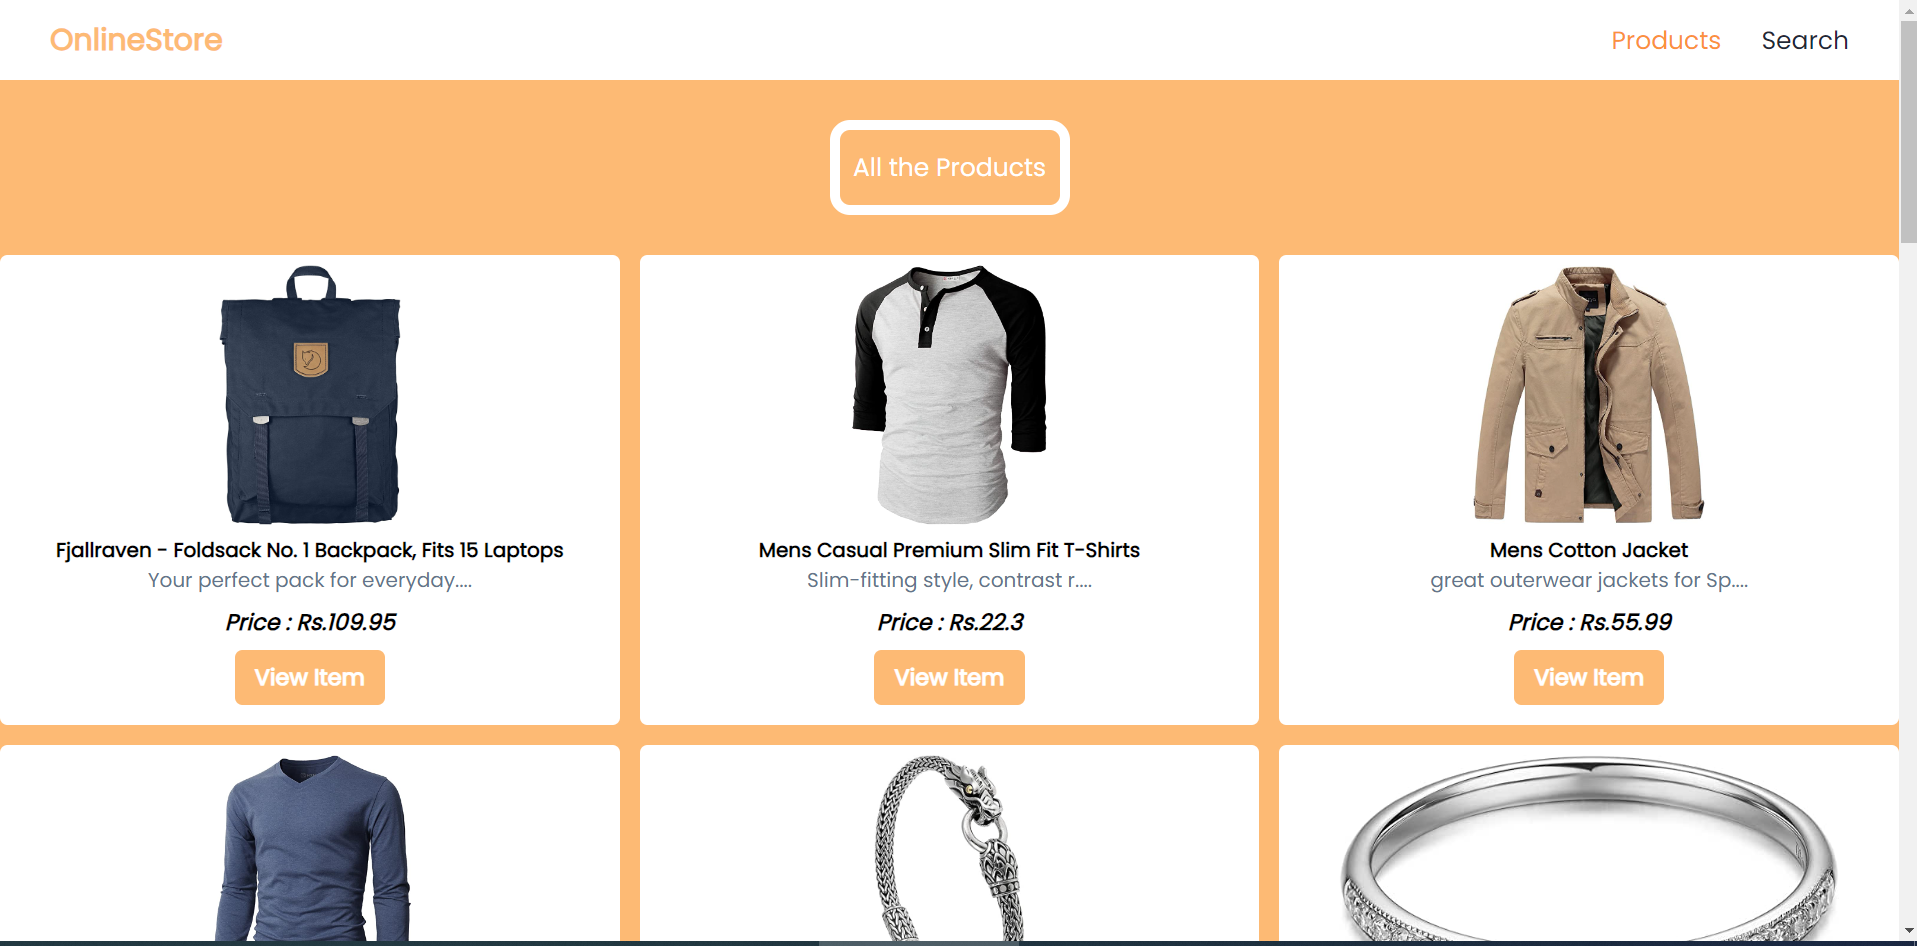 OnlineStore
Products
Search
All the Products
Fjallraven - Foldsack No. 1 Backpack, Fits 15 Laptops
Your perfect pack for everyday....
Price : Rs.109.95
View Item
Mens Casual Premium Slim Fit T-Shirts
Slim-fitting style, contrast r....
Price : Rs.22.3
View Item
Mens Cotton Jacket
great outerwear jackets for Sp....
Price : Rs.55.99
View Item